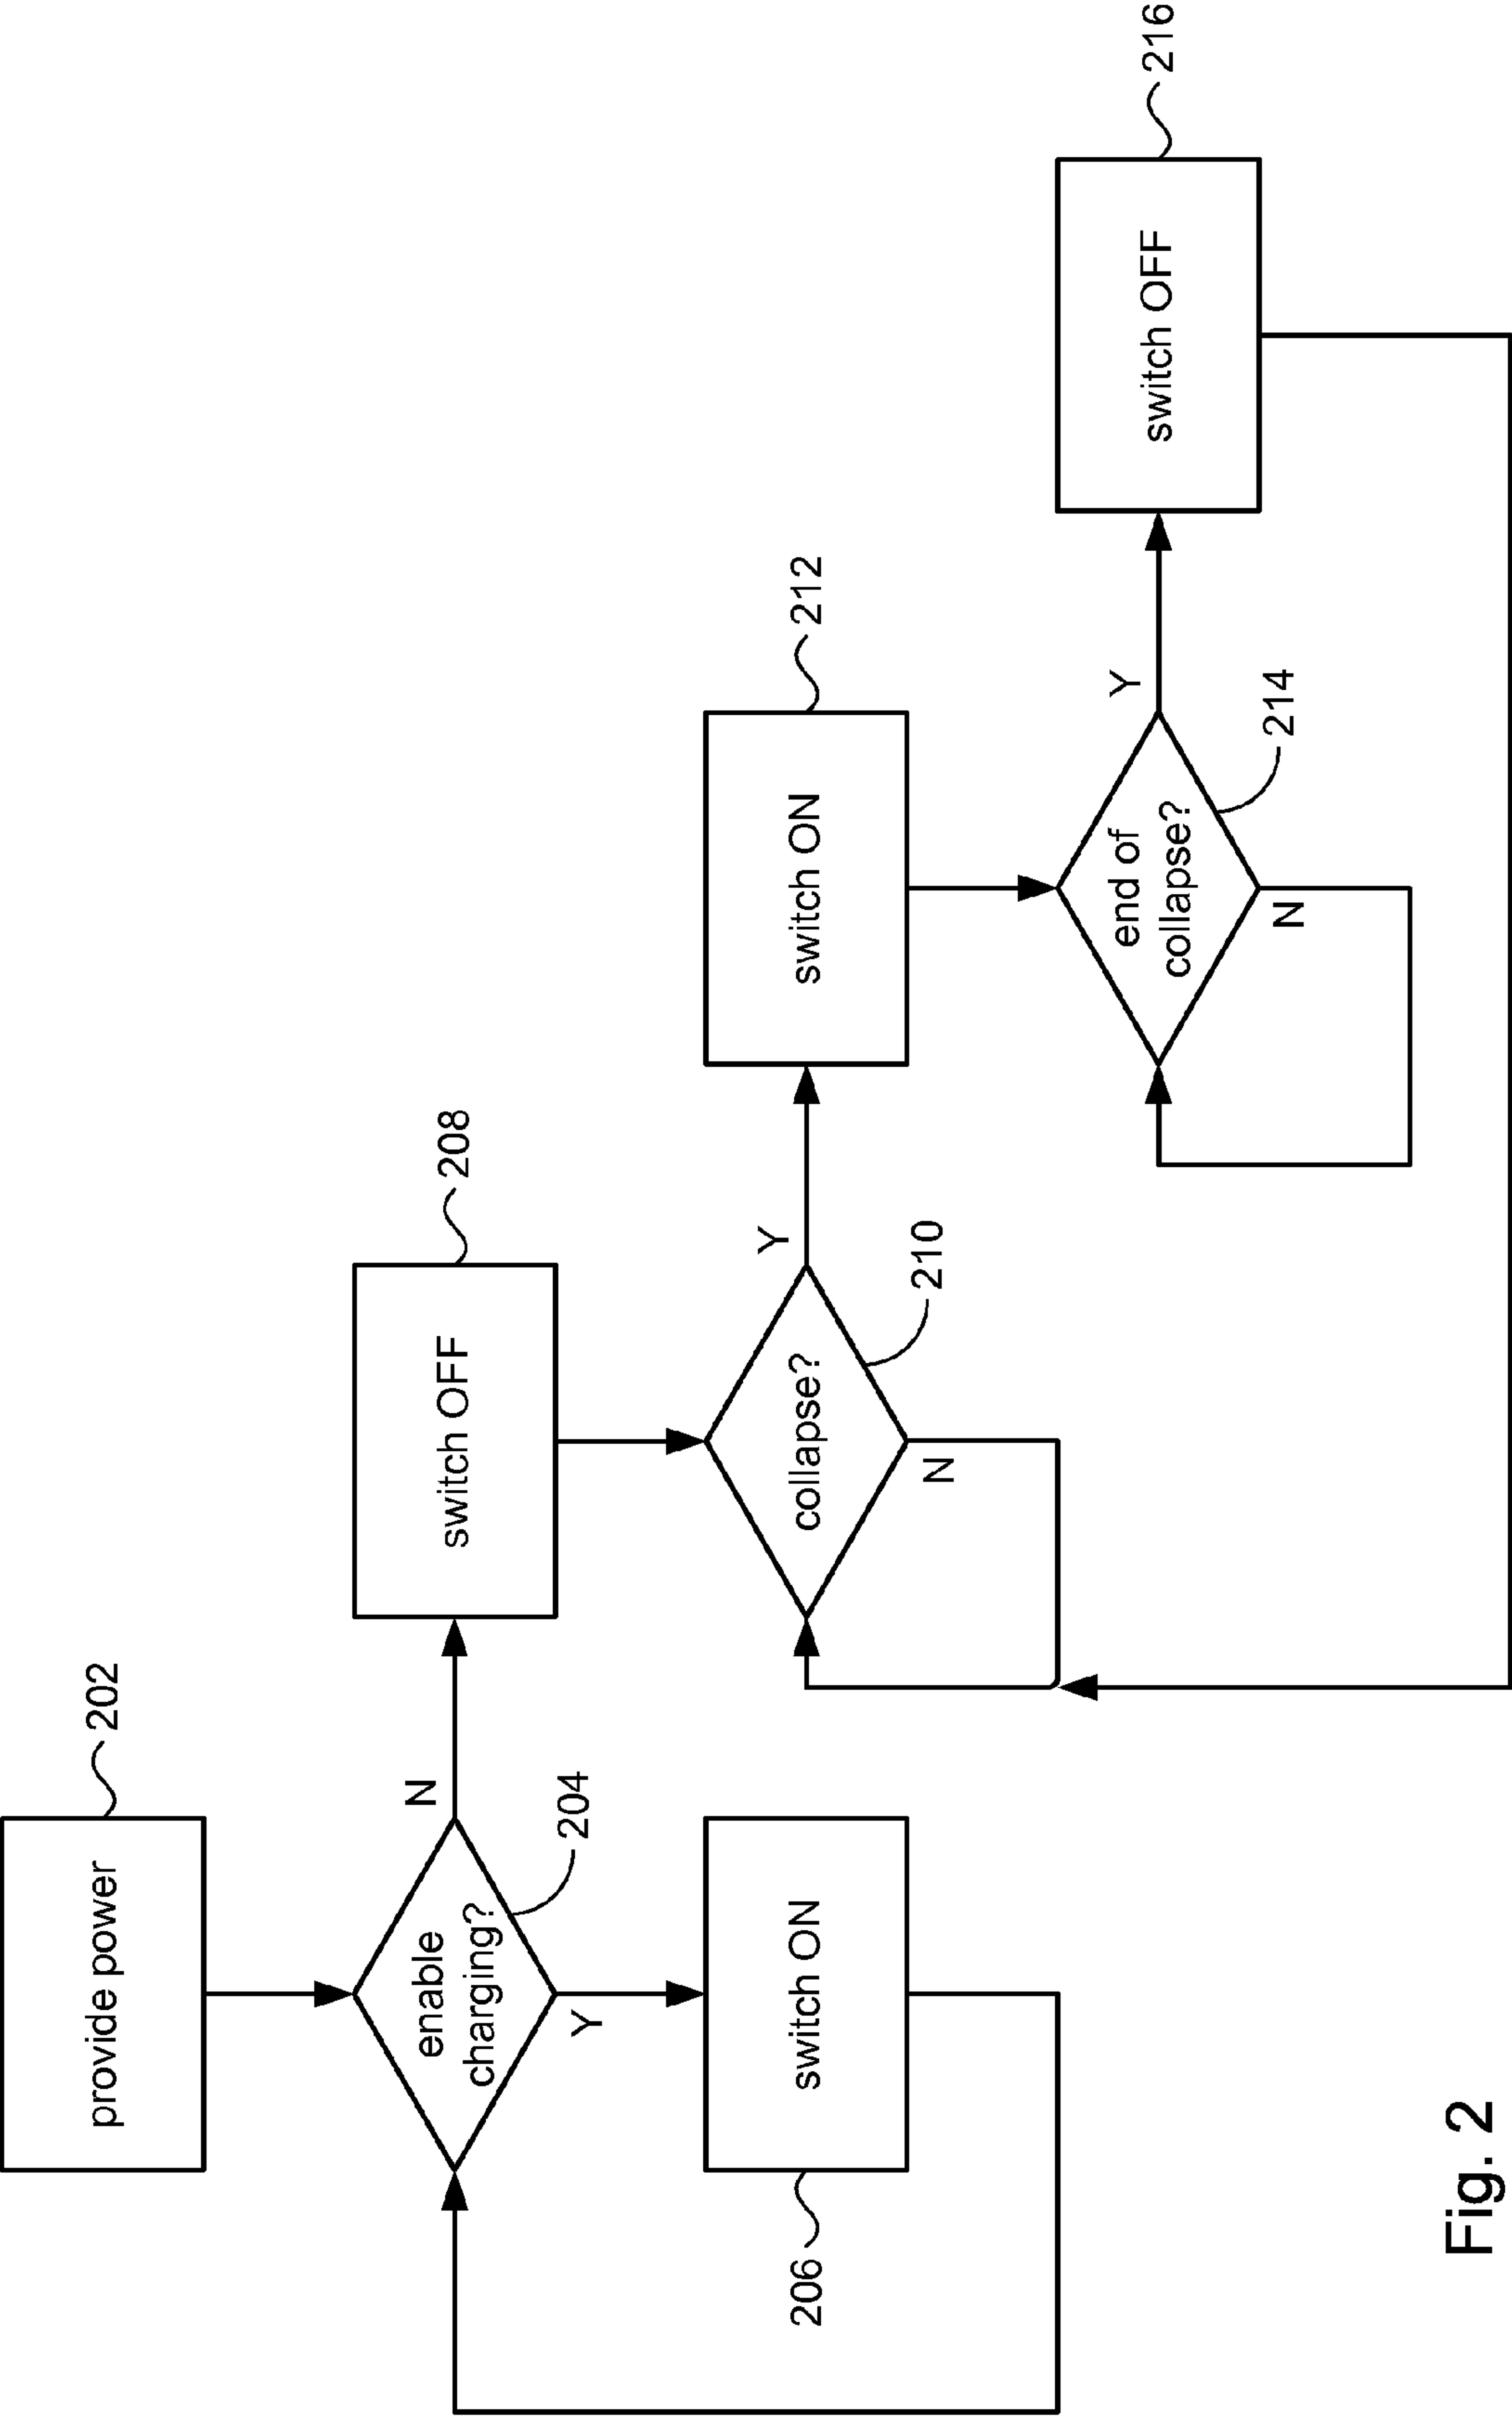 202
provide power
enable
charging?
204
N
Y
switch ON
206
switch OFF
208
collapse?
210
Y
N
switch ON
212
end of
collapse?
214
Y
N
switch OFF
216
Fig. 2